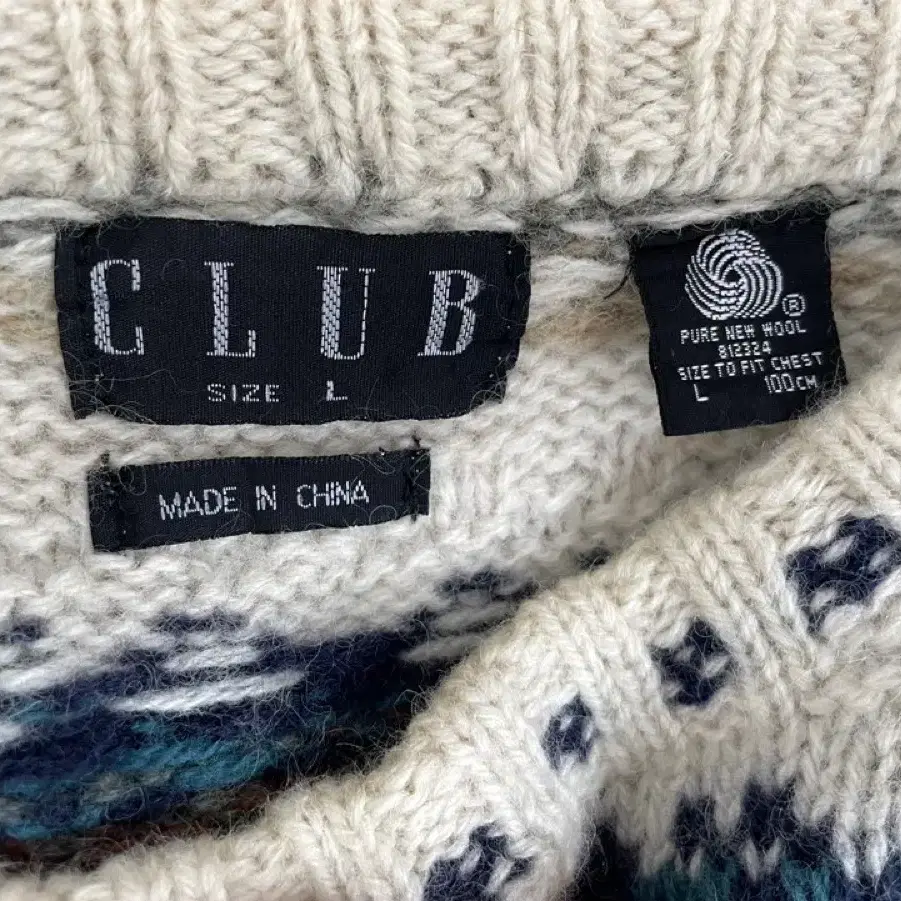 CLUB
SIZE L
MADE IN CHINA
®
PURE NEW WOOL
812324
SIZE TO FIT CHEST
L 100CM